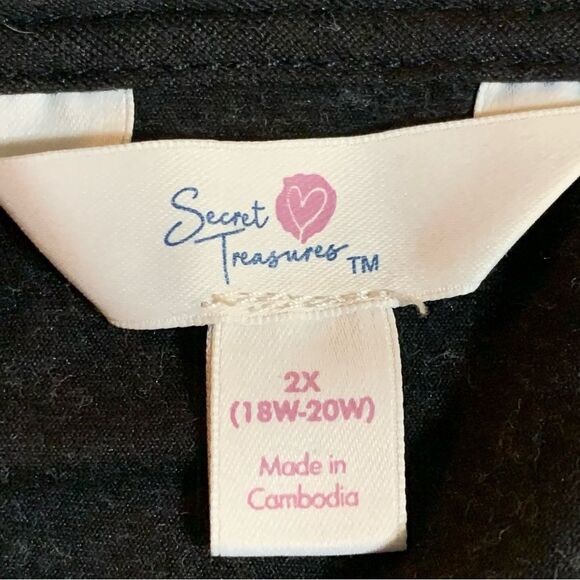 Secret
Treasures TM
2X
(18W-20W)
Made in
Cambodia